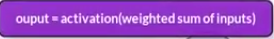 ouput = activation(weighted sum of inputs)